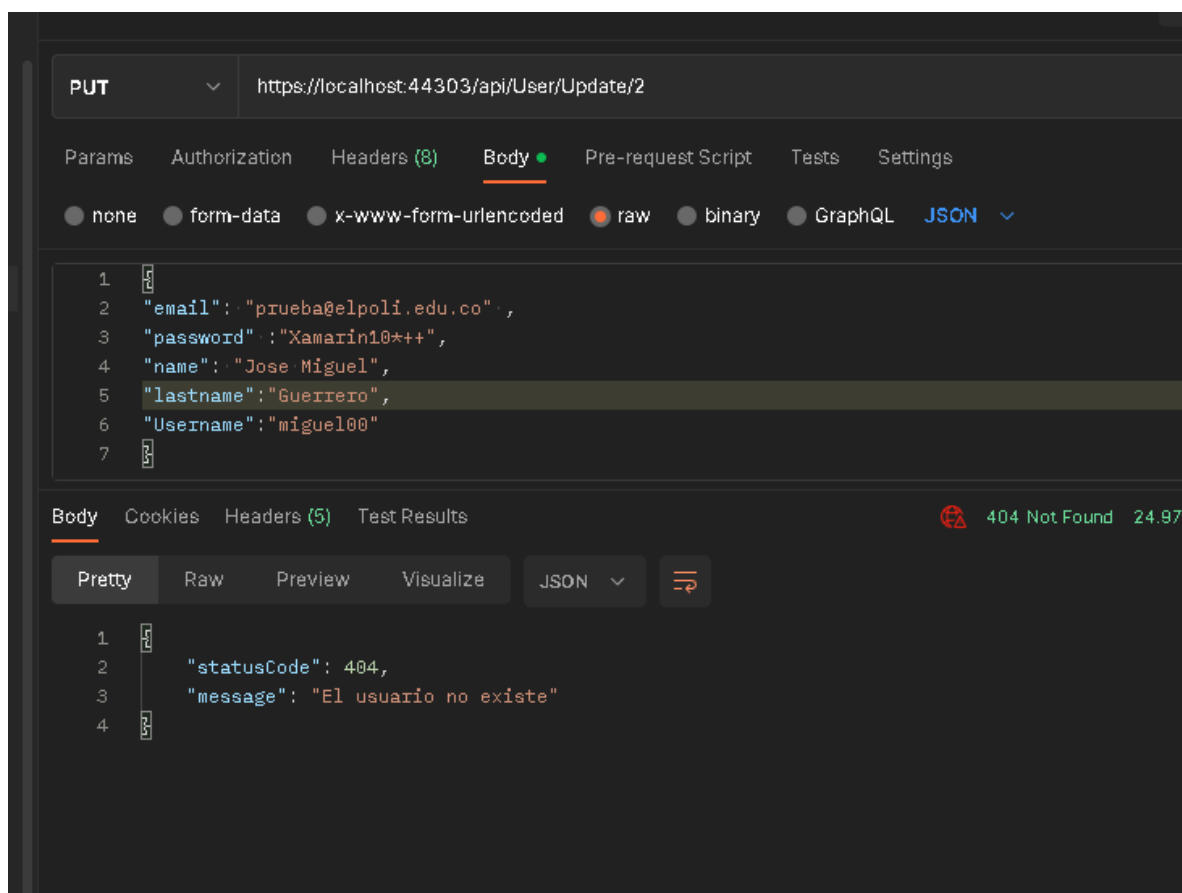 PUT https://localhost:44303/api/User/Update/2
Params Authorization Headers (8) Body Pre-request Script Tests Settings
none form-data x-www-form-urlencoded raw binary GraphQL JSON
1 {
2 "email": "prueba@elpoli.edu.co" ,
3 "password" :"Xamarin10*++",
4 "name": "Jose Miguel",
5 "lastname":"Guerrero",
6 "Username":"miguel00"
7 }
Body Cookies Headers (5) Test Results 404 Not Found 24.97
Pretty Raw Preview Visualize JSON
1 {
2 "statusCode": 404,
3 "message": "El usuario no existe"
4 }